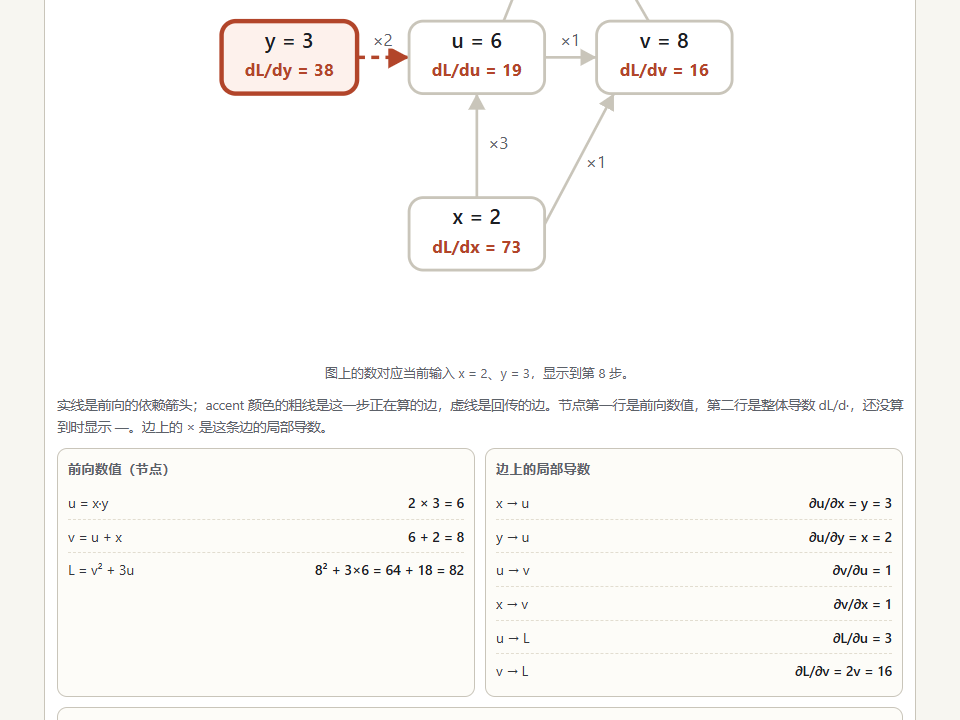 y = 3
dL/dy = 38
×2
u = 6
dL/du = 19
×1
v = 8
dL/dv = 16
×3
×1
x = 2
dL/dx = 73
图上的数对应当前输入 x = 2、y = 3，显示到第 8 步。
实线是前向的依赖箭头；accent 颜色的粗线是这一步正在算的边，虚线是回传的边。节点第一行是前向数值，第二行是整体导数 dL/d·，还没算
到时显示 —。边上的 × 是这条边的局部导数。
前向数值（节点）
u = x·y 2 × 3 = 6
v = u + x 6 + 2 = 8
L = v² + 3u 8² + 3×6 = 64 + 18 = 82
边上的局部导数
x → u ∂u/∂x = y = 3
y → u ∂u/∂y = x = 2
u → v ∂v/∂u = 1
x → v ∂v/∂x = 1
u → L ∂L/∂u = 3
v → L ∂L/∂v = 2v = 16